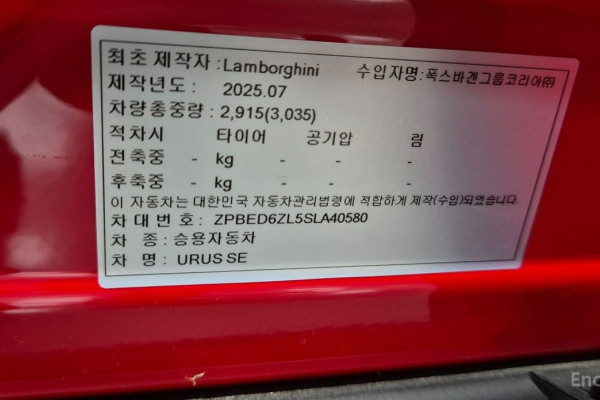 최초 제작자 : Lamborghini 수입자명 : 폭스바겐그룹코리아㈜
제작년도 : 2025.07
차량총중량 : 2,915(3,035)
적차시 타이어 공기압 림
전축중 - kg - - -
후축중 - kg - - -
이 자동차는 대한민국 자동차관리법령에 적합하게 제작(수입)되었습니다.
차 대 번 호 : ZPBED6ZL5SLA40580
차 종 : 승용자동차
차 명 : URUS SE
Enc